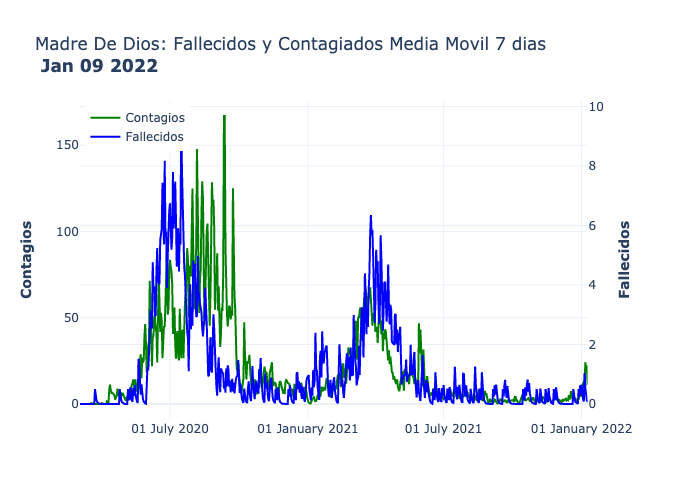 Madre De Dios: Fallecidos y Contagiados Media Movil 7 dias
Jan 09 2022
Contagios
Fallecidos
150
100
50
0
10
8
6
4
2
0
Contagios
Fallecidos
01 July 2020
01 January 2021
01 July 2021
01 January 2022